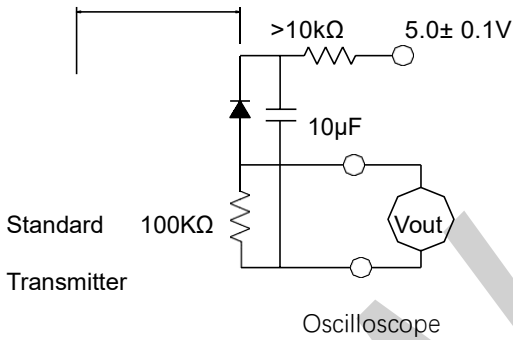 >10kΩ 5.0± 0.1V
10µF
Standard 100KΩ Vout
Transmitter
Oscilloscope